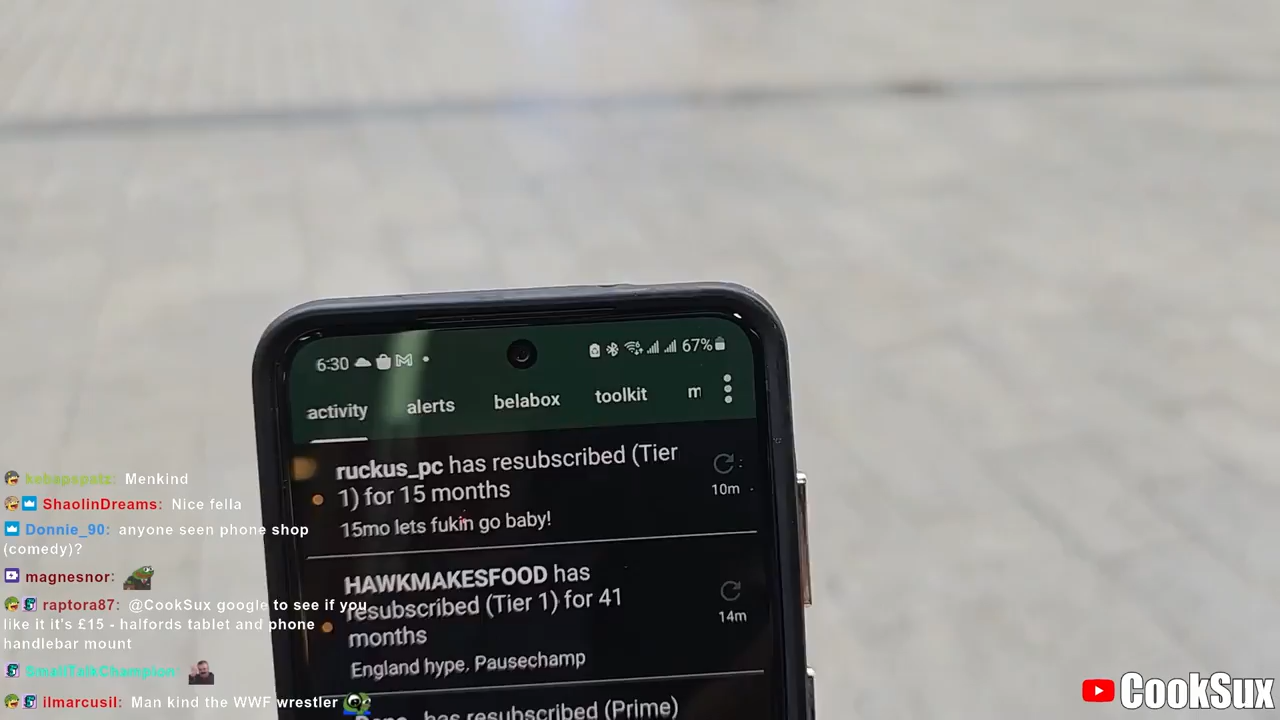 6:30 67%
activity alerts belabox toolkit m
ruckus_pc has resubscribed (Tier
1) for 15 months
10m
15mo lets fukin go baby!
HAWKMAKESFOOD has
resubscribed (Tier 1) for 41
months
14m
England hype, Pausechamp
has resubscribed (Prime)
kebapapatz: Menkind
ShaolinDreams: Nice fella
Donnie_90: anyone seen phone shop
(comedy)?
magnesnor:
raptora87: @CookSux google to see if you
like it it's £15 - halfords tablet and phone
handlebar mount
SmallTalkChampion:
ilmarcusil: Man kind the WWF wrestler
CookSux